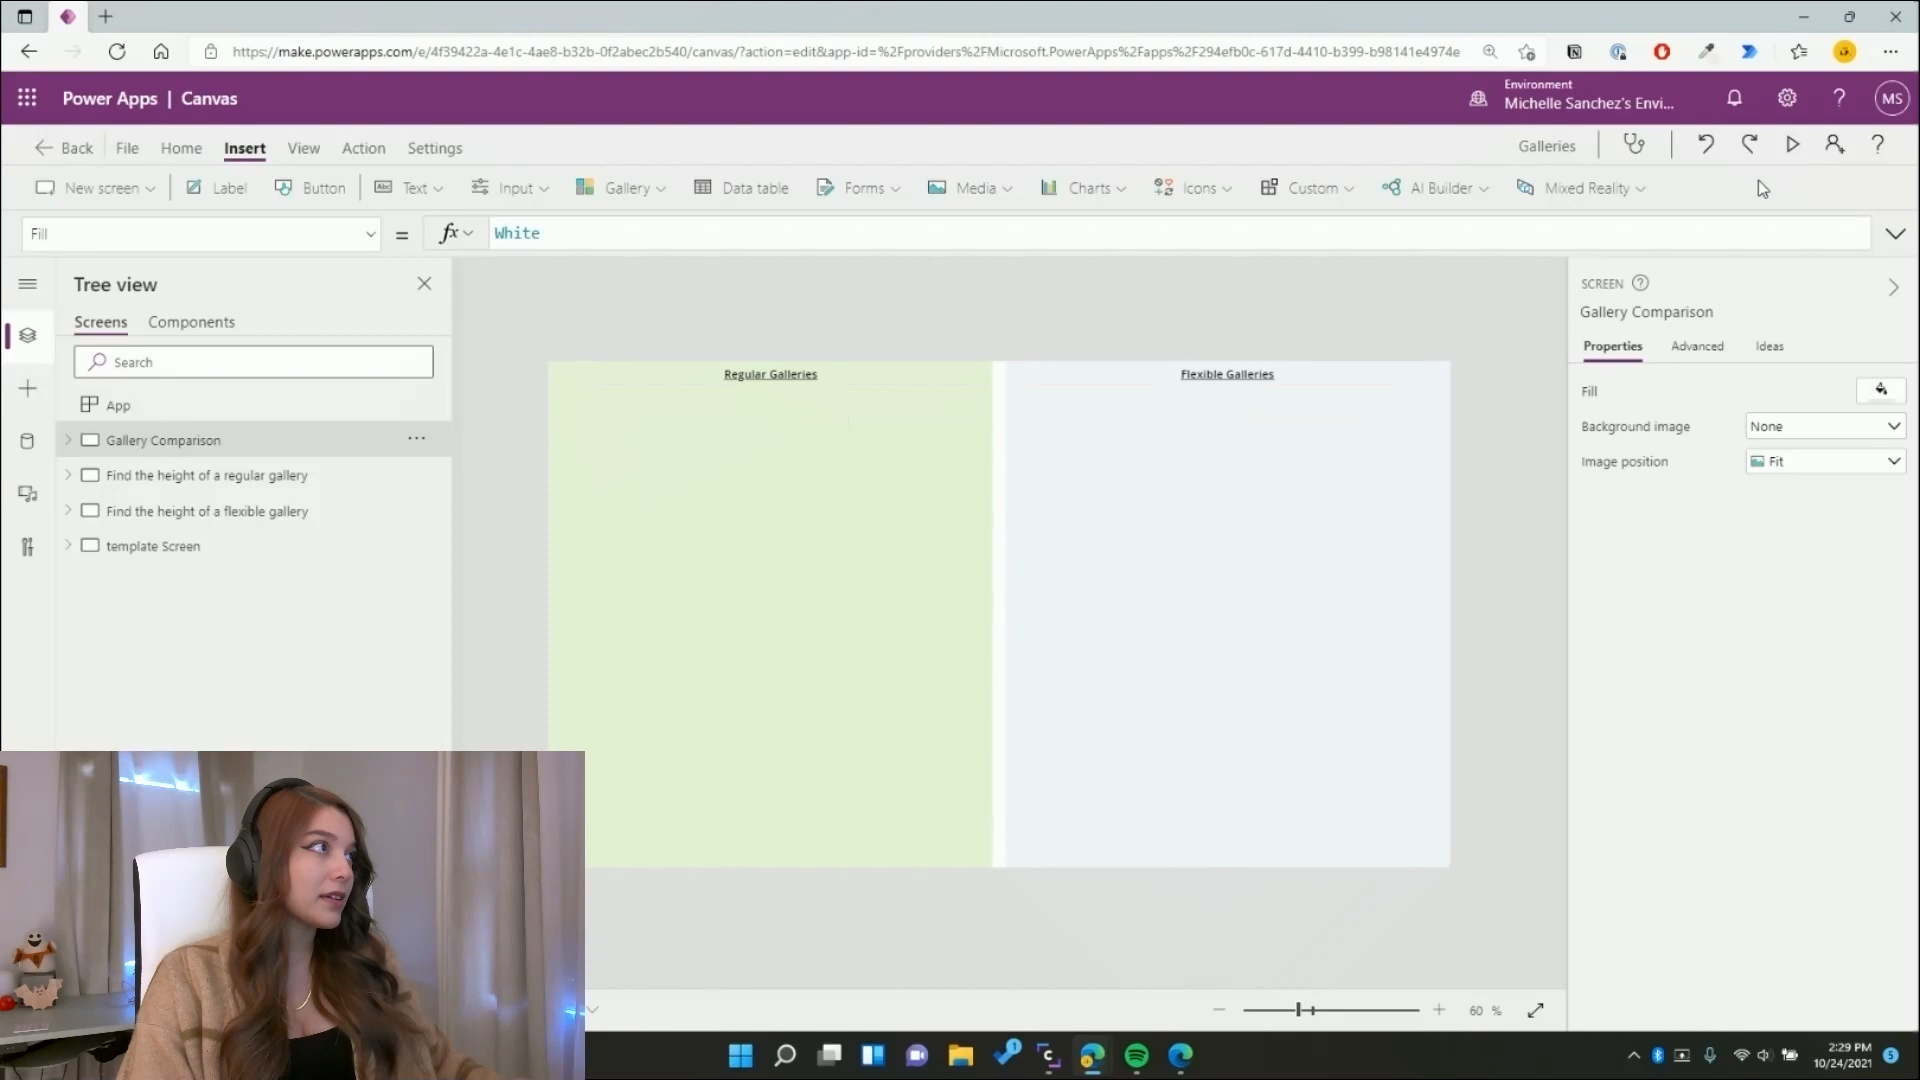 https://make.powerapps.com/e/4f39422a-4e1c-4ae8-b32b-0f2abec2b540/canvas/?action=edit&app-id=%2Fproviders%2FMicrosoft.PowerApps%2Fapps%2F294efb0c-617d-4410-b399-b98141e4974e
Power Apps | Canvas
Environment
Michelle Sanchez's Envi...
MS
Back File Home Insert View Action Settings Galleries
New screen Label Button Text Input Gallery Data table Forms Media Charts Icons Custom AI Builder Mixed Reality
Fill = fx White
Tree view
Screens Components
Search
App
Gallery Comparison ...
Find the height of a regular gallery
Find the height of a flexible gallery
template Screen
Regular Galleries
Flexible Galleries
SCREEN
Gallery Comparison
Properties Advanced Ideas
Fill
Background image None
Image position Fit
60 %
2:29 PM
10/24/2021
5
1